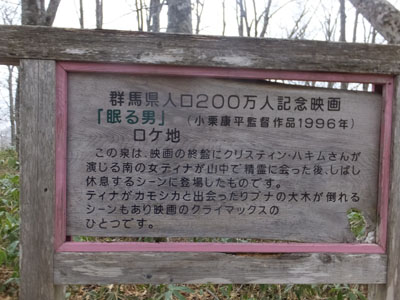 群馬県人口200万人記念映画
「眠る男」（小栗康平監督作品1996年）
ロケ地
この泉は、映画の終盤にクリスティン・ハキムさんが
演じる南の女ティナが山中で精霊に会った後、しばし
休息するシーンに登場したものです。
ティナがカモシカと出会ったりブナの大木が倒れる
シーンもあり映画のクライマックスの
ひとつです。